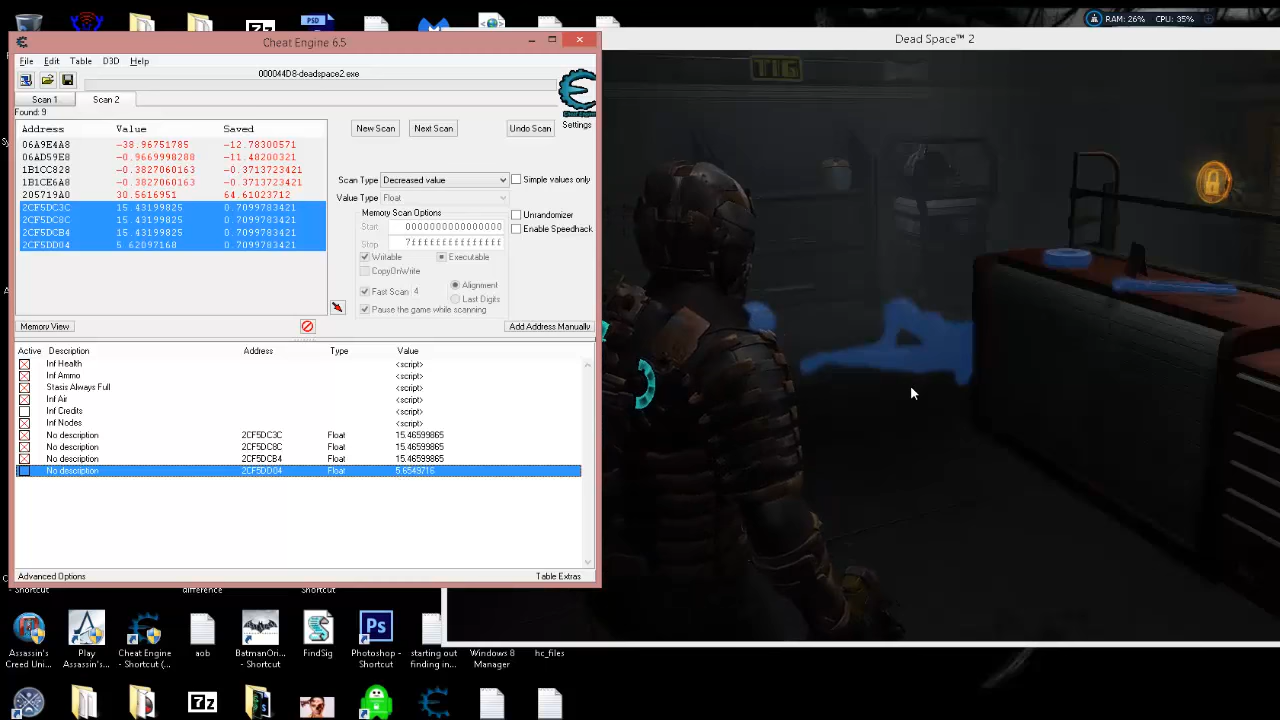 PSD
RAM: 26% CPU: 35%
Cheat Engine 6.5
Dead Space™ 2
File Edit Table D3D Help
000044D8-deadspace2.exe
Scan 1 Scan 2
Found: 9
Settings
Address Value Saved
New Scan Next Scan Undo Scan
06A9E4A8 -38.96751785 -12.78300571
06AD59E8 -0.9669998288 -11.48200321
1B1CC828 -0.3827060163 -0.3713723421
1B1CE6A8 -0.3827060163 -0.3713723421
205719A0 30.5616951 64.61023712
2CF5DC3C 15.43199825 0.7099783421
2CF5DC8C 15.43199825 0.7099783421
2CF5DCB4 15.43199825 0.7099783421
2CF5DD04 5.62097168 0.7099783421
Scan Type Decreased value Simple values only
Value Type Float
Memory Scan Options
Unrandomizer
Start 0000000000000000
Enable Speedhack
Stop 7fffffffffffffff
Writable Executable
CopyOnWrite
Fast Scan 4 Alignment
Last Digits
Pause the game while scanning
Memory View Add Address Manually
Active Description Address Type Value
Inf Health <script>
Inf Ammo <script>
Stasis Always Full <script>
Inf Air <script>
Inf Credits <script>
Inf Nodes <script>
No description 2CF5DC3C Float 15.46599865
No description 2CF5DC8C Float 15.46599865
No description 2CF5DCB4 Float 15.46599865
No description 2CF5DD04 Float 5.6549716
Advanced Options Table Extras
- Shortcut difference Shortcut
Ps
Assassin's Creed Uni...
Play Assassin's...
Cheat Engine - Shortcut (...
aob
BatmanOri... - Shortcut
FindSig
Photoshop - Shortcut
starting out finding in...
Windows 8 Manager
hc_files
7z